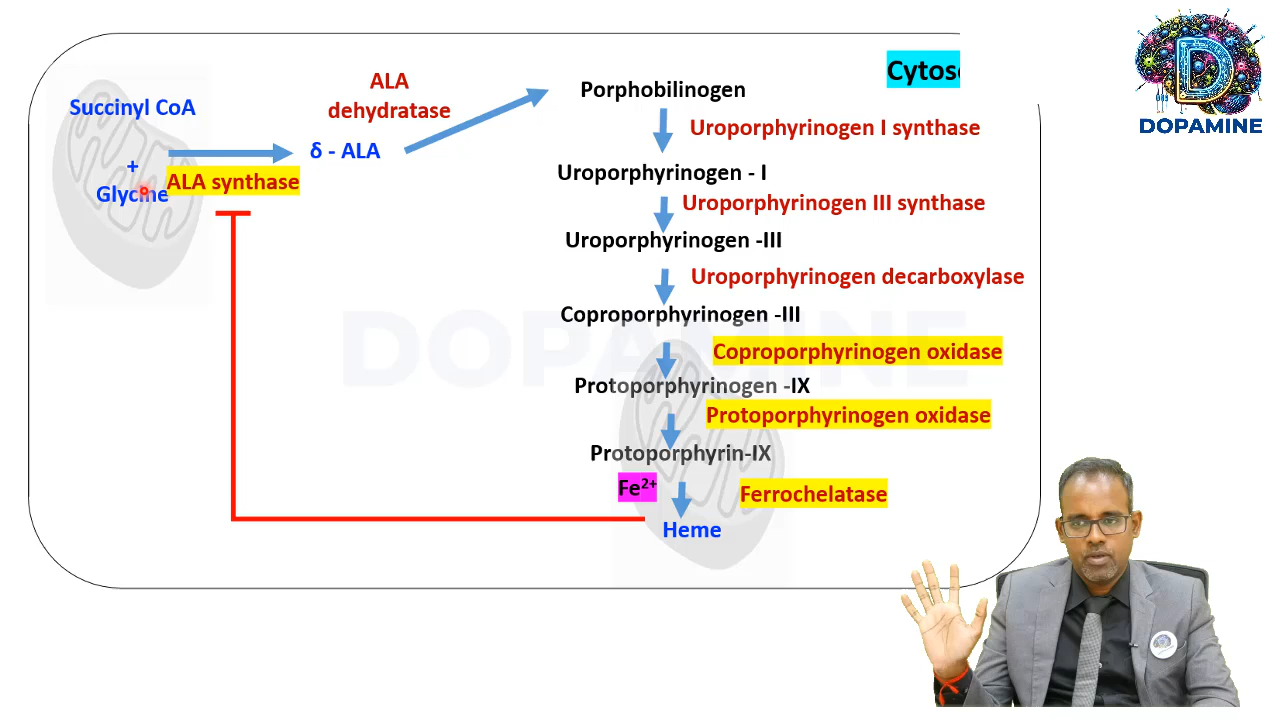 Succinyl CoA
+
Glycine
ALA synthase
δ - ALA
ALA
dehydratase
Porphobilinogen
Uroporphyrinogen I synthase
Uroporphyrinogen - I
Uroporphyrinogen III synthase
Uroporphyrinogen -III
Uroporphyrinogen decarboxylase
Coproporphyrinogen -III
Coproporphyrinogen oxidase
Protoporphyrinogen -IX
Protoporphyrinogen oxidase
Protoporphyrin-IX
Fe²⁺
Ferrochelatase
Heme
DOPAMINE
D
DOPAMINE